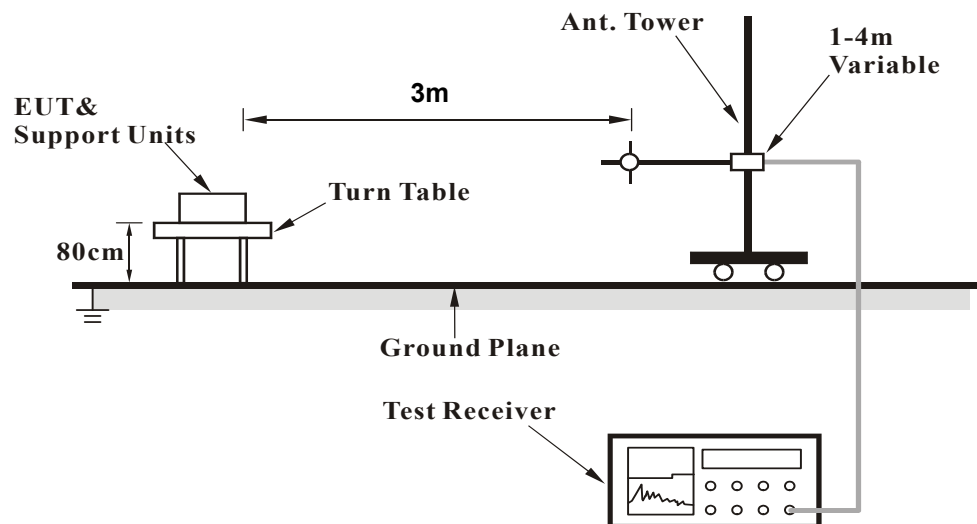 Ant. Tower
1-4m
Variable
3m
EUT&
Support Units
Turn Table
80cm
Ground Plane
Test Receiver